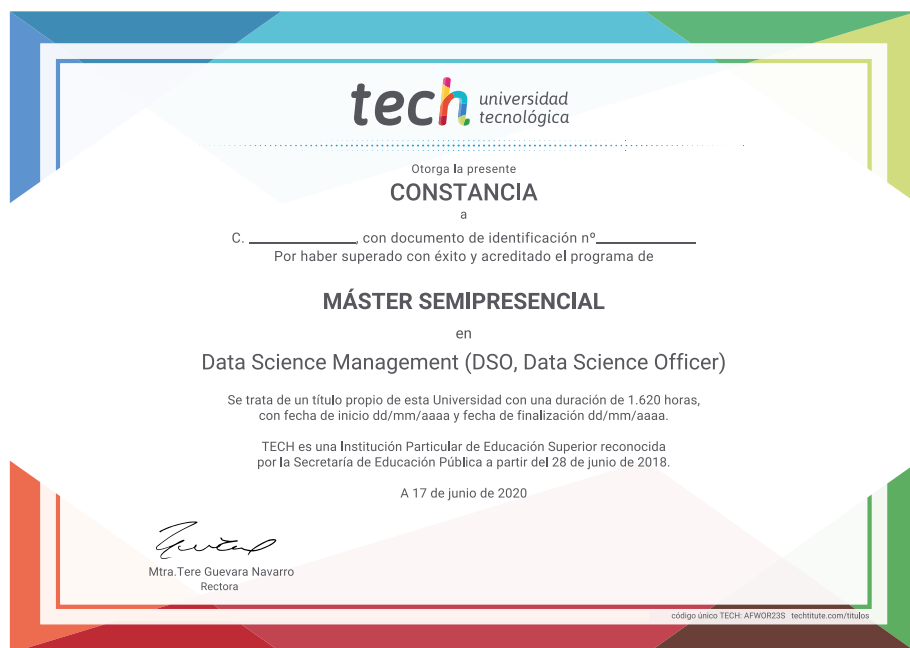 tech universidad
tecnológica
Otorga la presente
CONSTANCIA
a
C. ____________, con documento de identificación nº____________
Por haber superado con éxito y acreditado el programa de
MÁSTER SEMIPRESENCIAL
en
Data Science Management (DSO, Data Science Officer)
Se trata de un título propio de esta Universidad con una duración de 1.620 horas,
con fecha de inicio dd/mm/aaaa y fecha de finalización dd/mm/aaaa.
TECH es una Institución Particular de Educación Superior reconocida
por la Secretaría de Educación Pública a partir del 28 de junio de 2018.
A 17 de junio de 2020
Mtra.Tere Guevara Navarro
Rectora
código único TECH: AFWOR23S techtitute.com/titulos